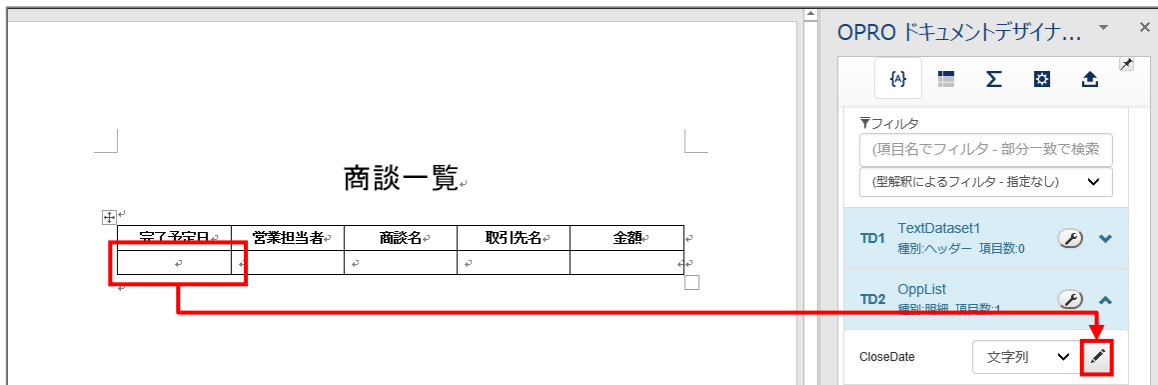 OPRO ドキュメントデザイナ...
{A}
フィルタ
(項目名でフィルタ - 部分一致で検索
(型解釈によるフィルタ - 指定なし)
商談一覧
完了予定日 営業担当者 商談名 取引先名 金額
TD1 TextDataset1
種別:ヘッダー 項目数:0
TD2 OppList
種別:明細 項目数:1
CloseDate 文字列